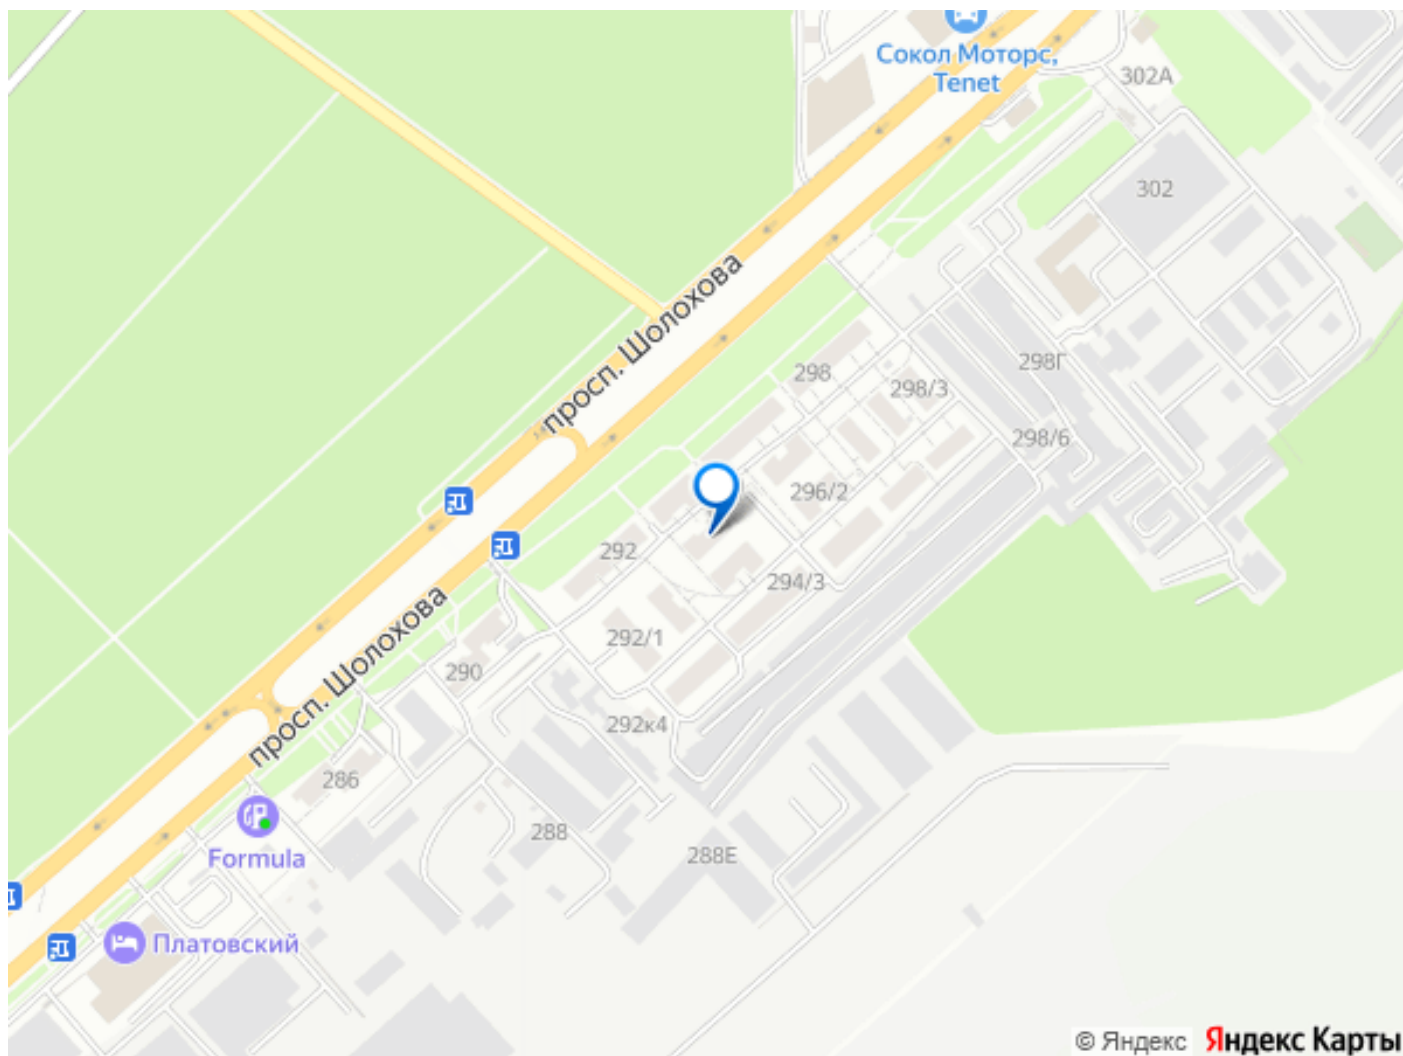 Сокол Моторс,
Tenet
302А
302
просп. Шолохова
298
298/3
298Г
298/6
296/2
292
294/3
292/1
290
просп. Шолохова
292к4
286
288
288Е
Formula
Платовский
© Яндекс Яндекс Карты